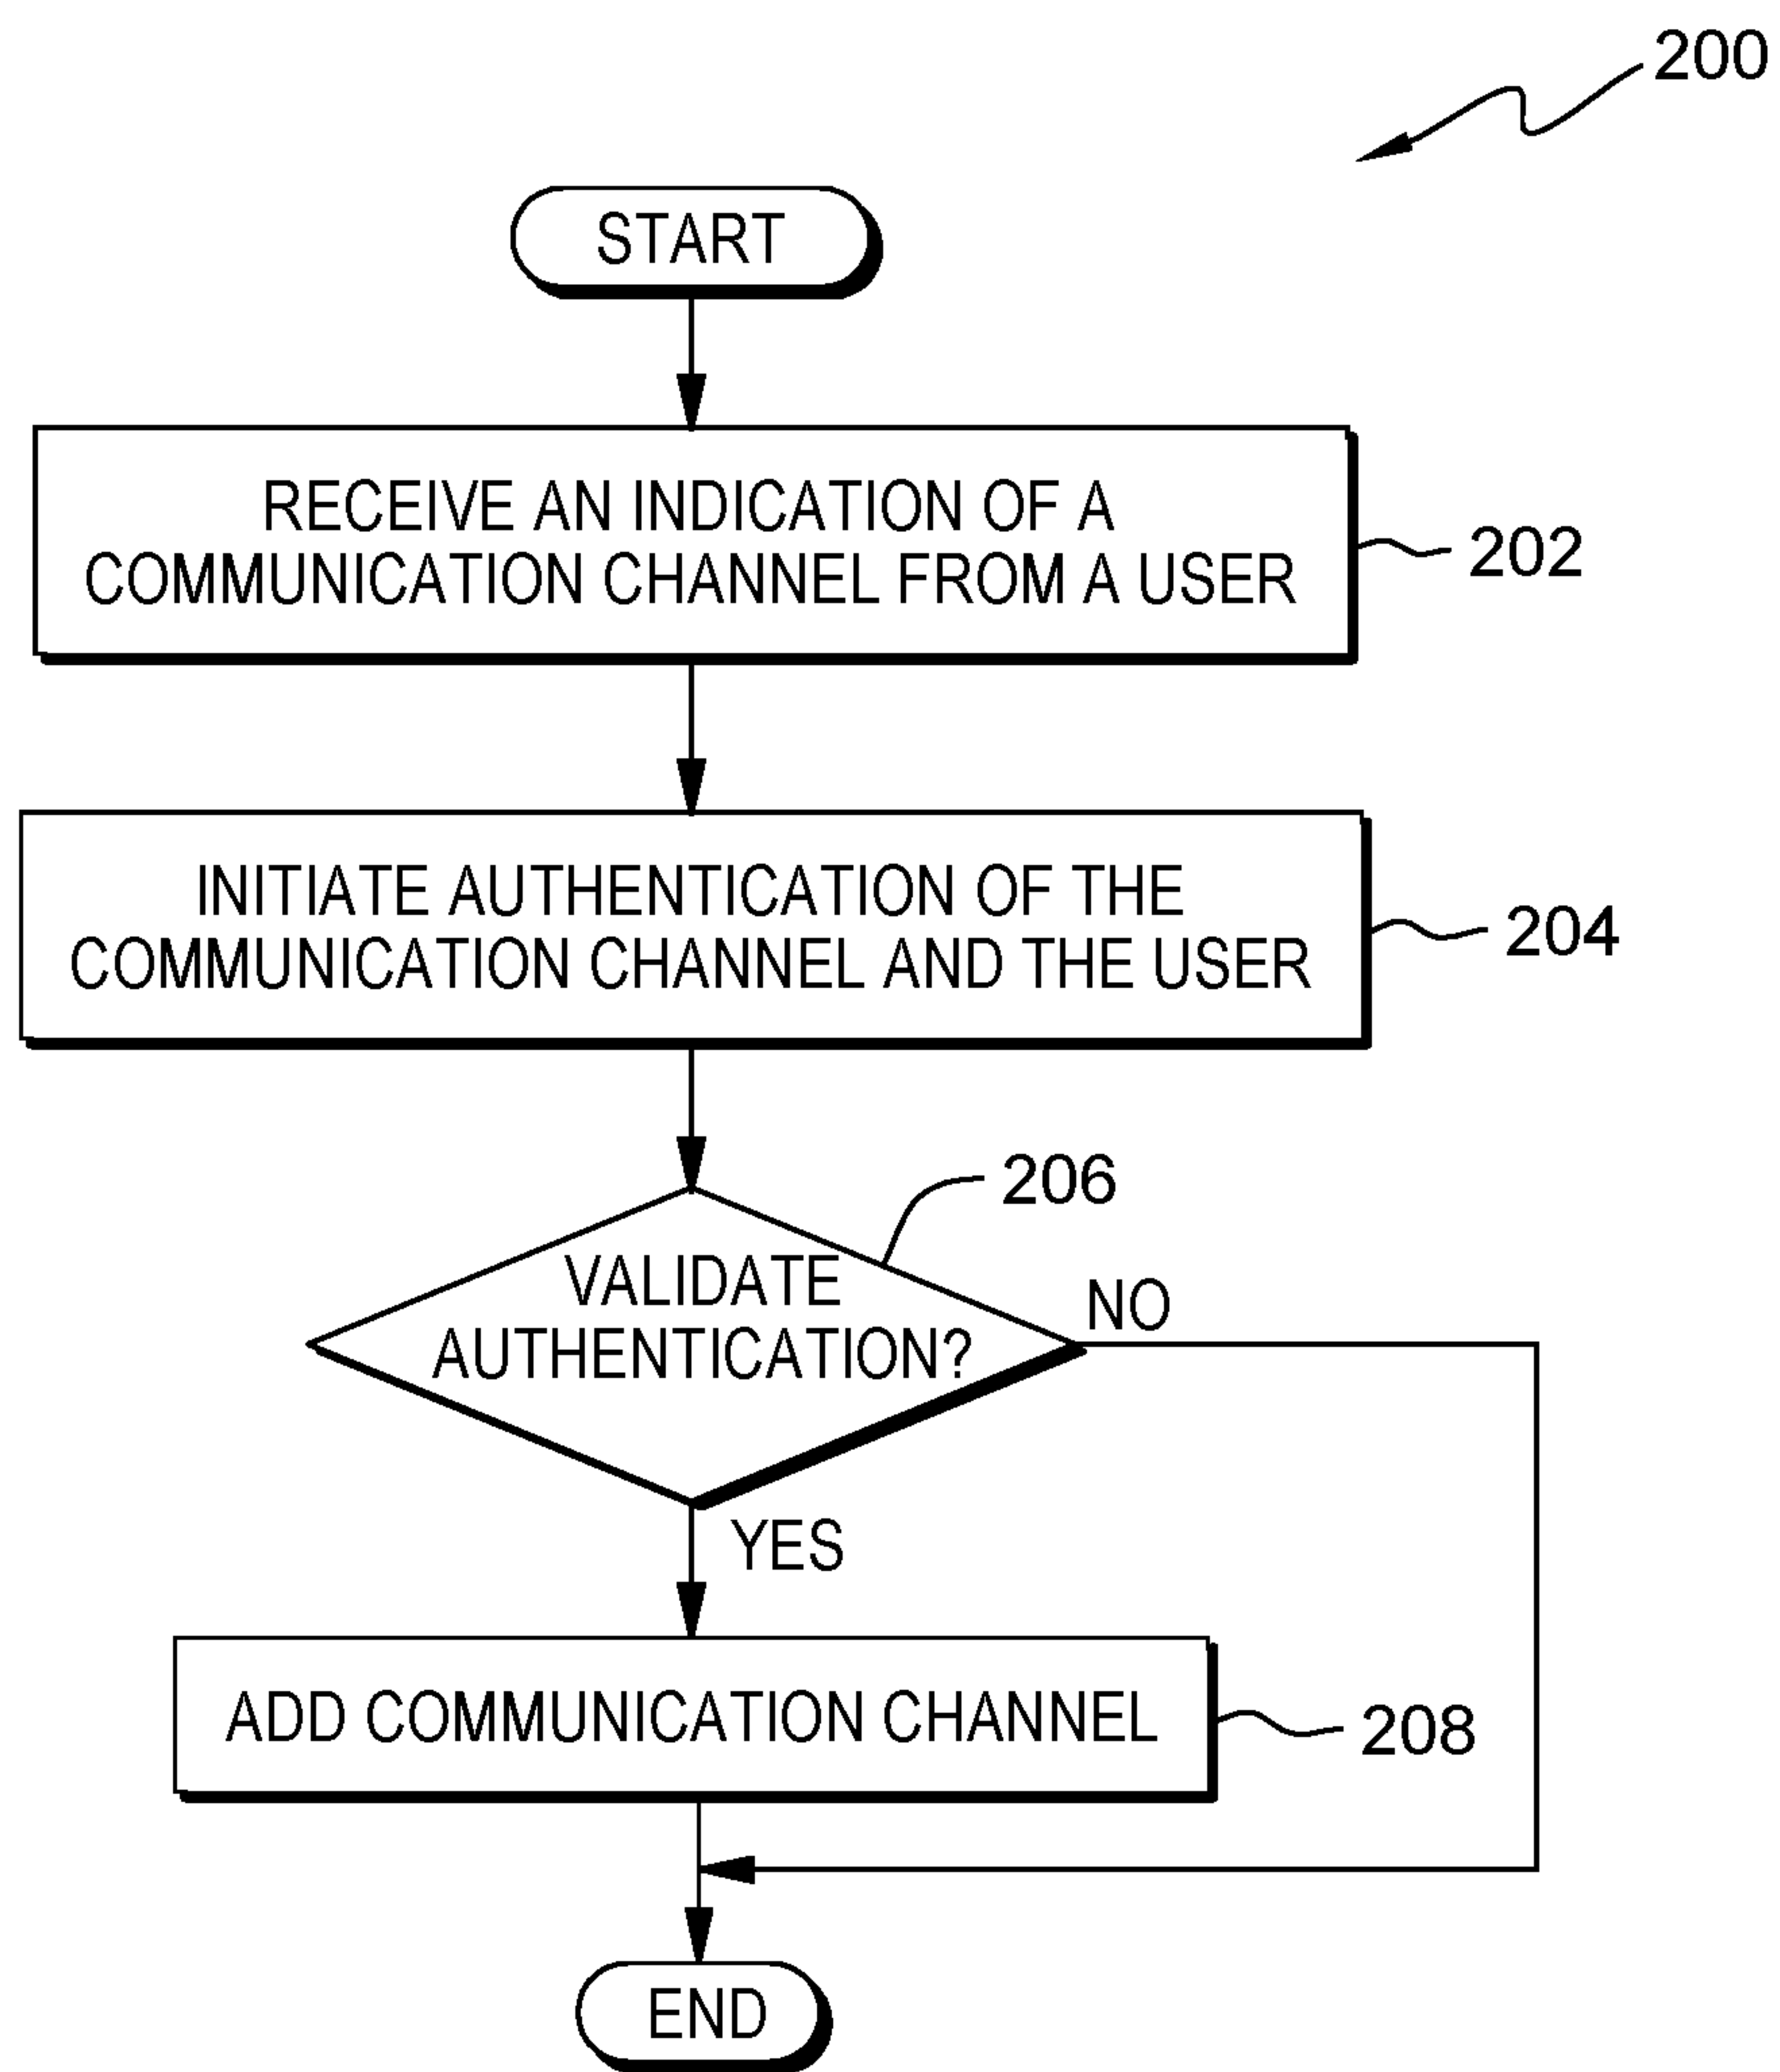 200
START
RECEIVE AN INDICATION OF A
COMMUNICATION CHANNEL FROM A USER
202
INITIATE AUTHENTICATION OF THE
COMMUNICATION CHANNEL AND THE USER
204
206
VALIDATE
AUTHENTICATION?
NO
YES
ADD COMMUNICATION CHANNEL
208
END